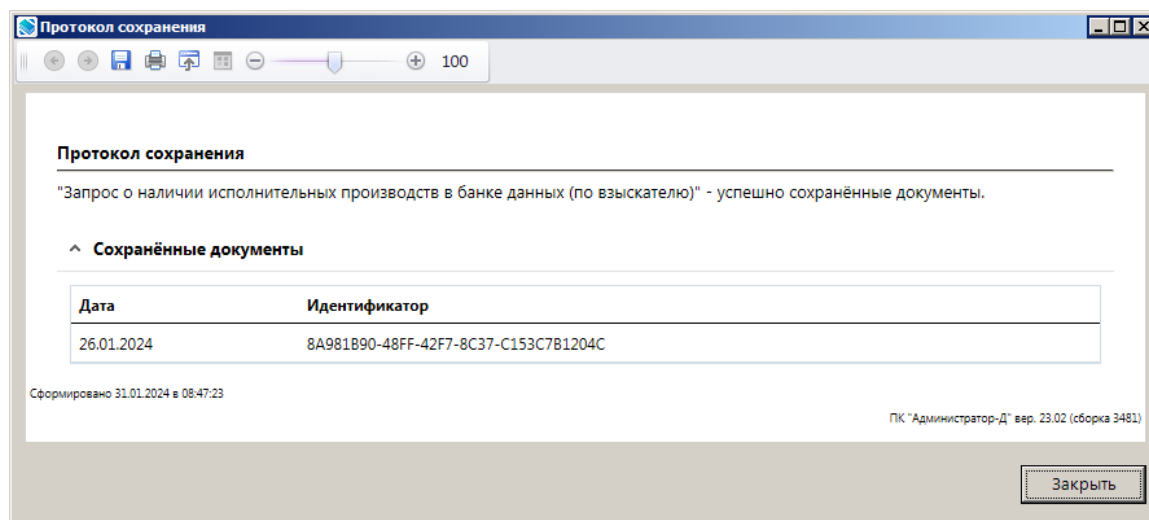 Протокол сохранения
100
Протокол сохранения
"Запрос о наличии исполнительных производств в банке данных (по взыскателю)" - успешно сохранённые документы.
Сохранённые документы
Дата Идентификатор
26.01.2024 8A981B90-48FF-42F7-8C37-C153C7B1204C
Сформировано 31.01.2024 в 08:47:23
ПК "Администратор-Д" вер. 23.02 (сборка 3481)
Закрыть